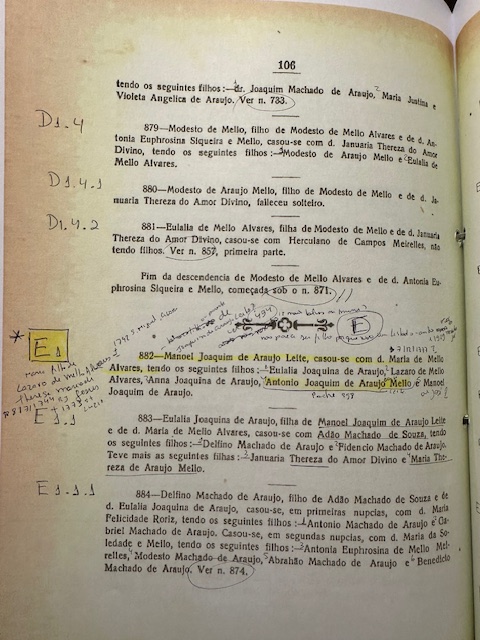 106
tendo os seguintes filhos:—dr. Joaquim Machado de Araujo, Maria Justina e
Violeta Angelica de Araujo. Ver n. 733.
D1.4
879—Modesto de Mello, filho de Modesto de Mello Alvares e de d. An-
tonia Euphrosina Siqueira e Mello, casou-se com d. Januaria Thereza do Amor
Divino, tendo os seguintes filhos:—Modesto de Araujo Mello e Eulalia de
Mello Alvares.
D1.4.1
880—Modesto de Araujo Mello, filho de Modesto de Mello e de d. Ja-
nuaria Thereza do Amor Divino, falleceu solteiro.
D1.4.2
881—Eulalia de Mello Alvares, filha de Modesto de Mello e de d. Januaria
Thereza do Amor Divino, casou-se com Herculano de Campos Meirelles, não
tendo filhos. Ver n. 857, primeira parte.
Fim da descendencia de Modesto de Mello Alvares e de d. Antonia Eu-
phrosina Siqueira e Mello, começada sob o n. 871.
E
* E1
882—Manoel Joaquim de Araujo Leite, casou-se com d. Maria de Mello
Alvares, tendo os seguintes filhos:—Eulalia Joaquina de Araujo, Lazaro de Mello
Alvares, Anna Joaquina de Araujo, Antonio Joaquim de Araujo Mello e Manoel
Joaquim de Araujo.
E1.1
883—Eulalia Joaquina de Araujo, filha de Manoel Joaquim de Araujo Leite
e de d. Maria de Mello Alvares, casou-se com Adão Machado de Souza, tendo
os seguintes filhos:—Delfino Machado de Araujo e Fidencio Machado de Araujo.
Teve mais as seguintes filhas:—Januaria Thereza do Amor Divino e Maria The-
reza de Araujo Mello.
E1.1.1
884—Delfino Machado de Araujo, filho de Adão Machado de Souza e de
d. Eulalia Joaquina de Araujo, casou-se, em primeiras nupcias, com d. Maria
Felicidade Roriz, tendo os seguintes filhos:—Antonio Machado de Araujo e Ga-
briel Machado de Araujo. Casou-se, em segundas nupcias, com d. Maria da So-
ledade e Mello, tendo os seguintes filhos:—Antonia Euphrosina de Mello Mei-
relles, Modesto Machado de Araujo, Abrahão Machado de Araujo e Benedicto
Machado de Araujo. Ver n. 874.